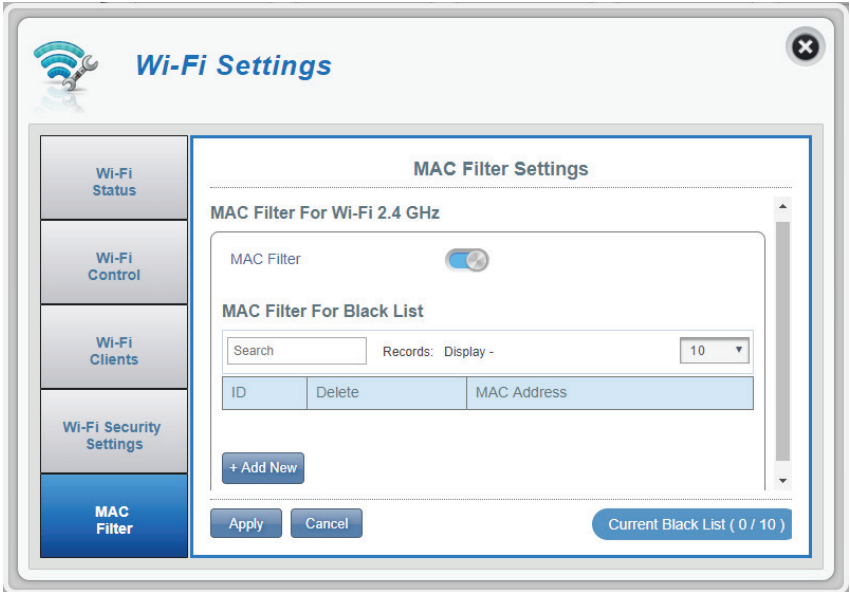 Wi-Fi Settings
Wi-Fi
Status
Wi-Fi
Control
Wi-Fi
Clients
Wi-Fi Security
Settings
MAC
Filter
MAC Filter Settings
MAC Filter For Wi-Fi 2.4 GHz
MAC Filter
MAC Filter For Black List
Search Records: Display - 10
ID Delete MAC Address
+ Add New
Apply Cancel Current Black List ( 0 / 10 )